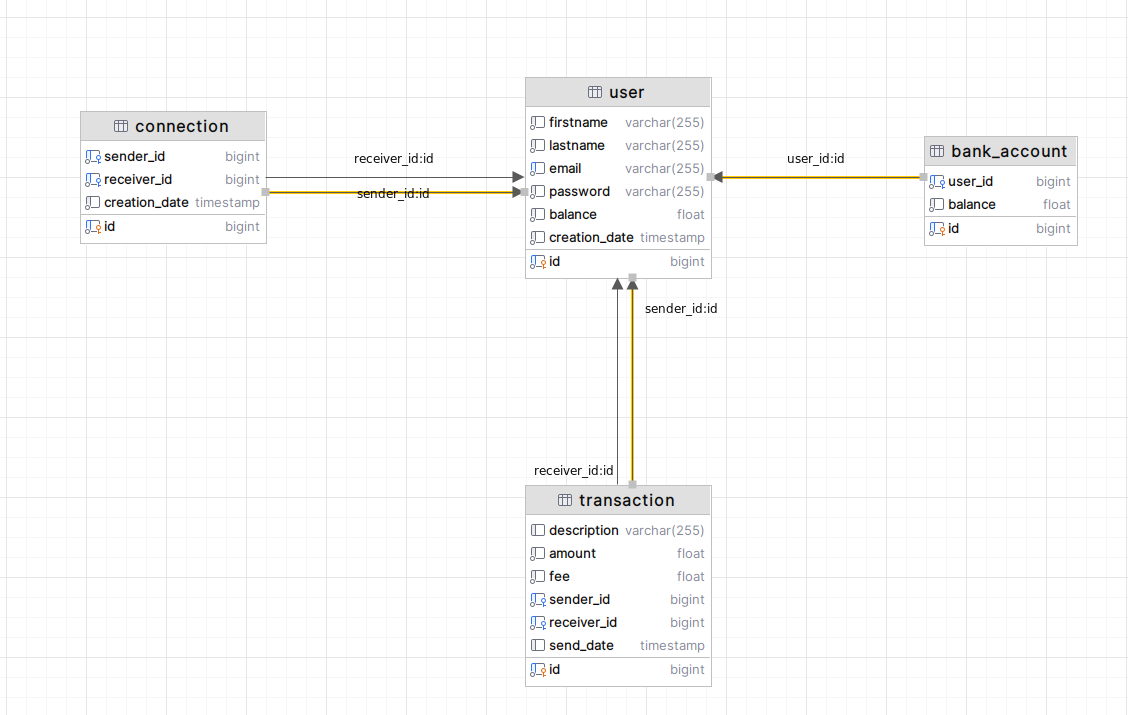 connection
sender_id bigint
receiver_id bigint
creation_date timestamp
id bigint
receiver_id:id
sender_id:id
user
firstname varchar(255)
lastname varchar(255)
email varchar(255)
password varchar(255)
balance float
creation_date timestamp
id bigint
user_id:id
bank_account
user_id bigint
balance float
id bigint
sender_id:id
receiver_id:id
transaction
description varchar(255)
amount float
fee float
sender_id bigint
receiver_id bigint
send_date timestamp
id bigint